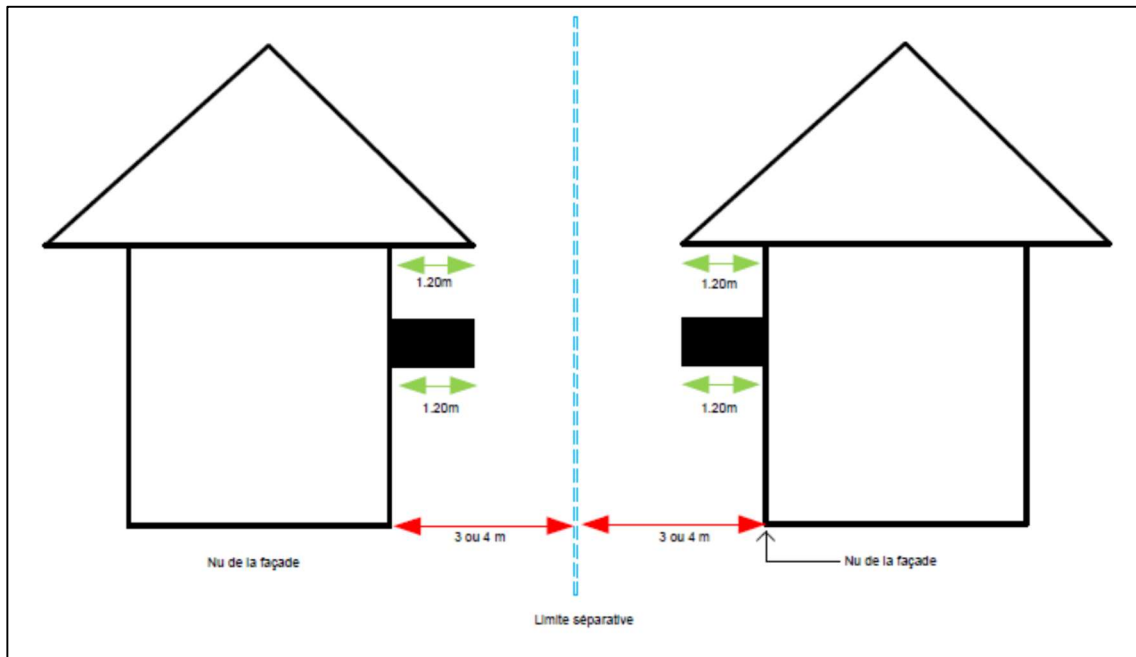 1.20m
1.20m
1.20m
1.20m
3 ou 4 m
3 ou 4 m
Nu de la façade
Nu de la façade
Limite séparative